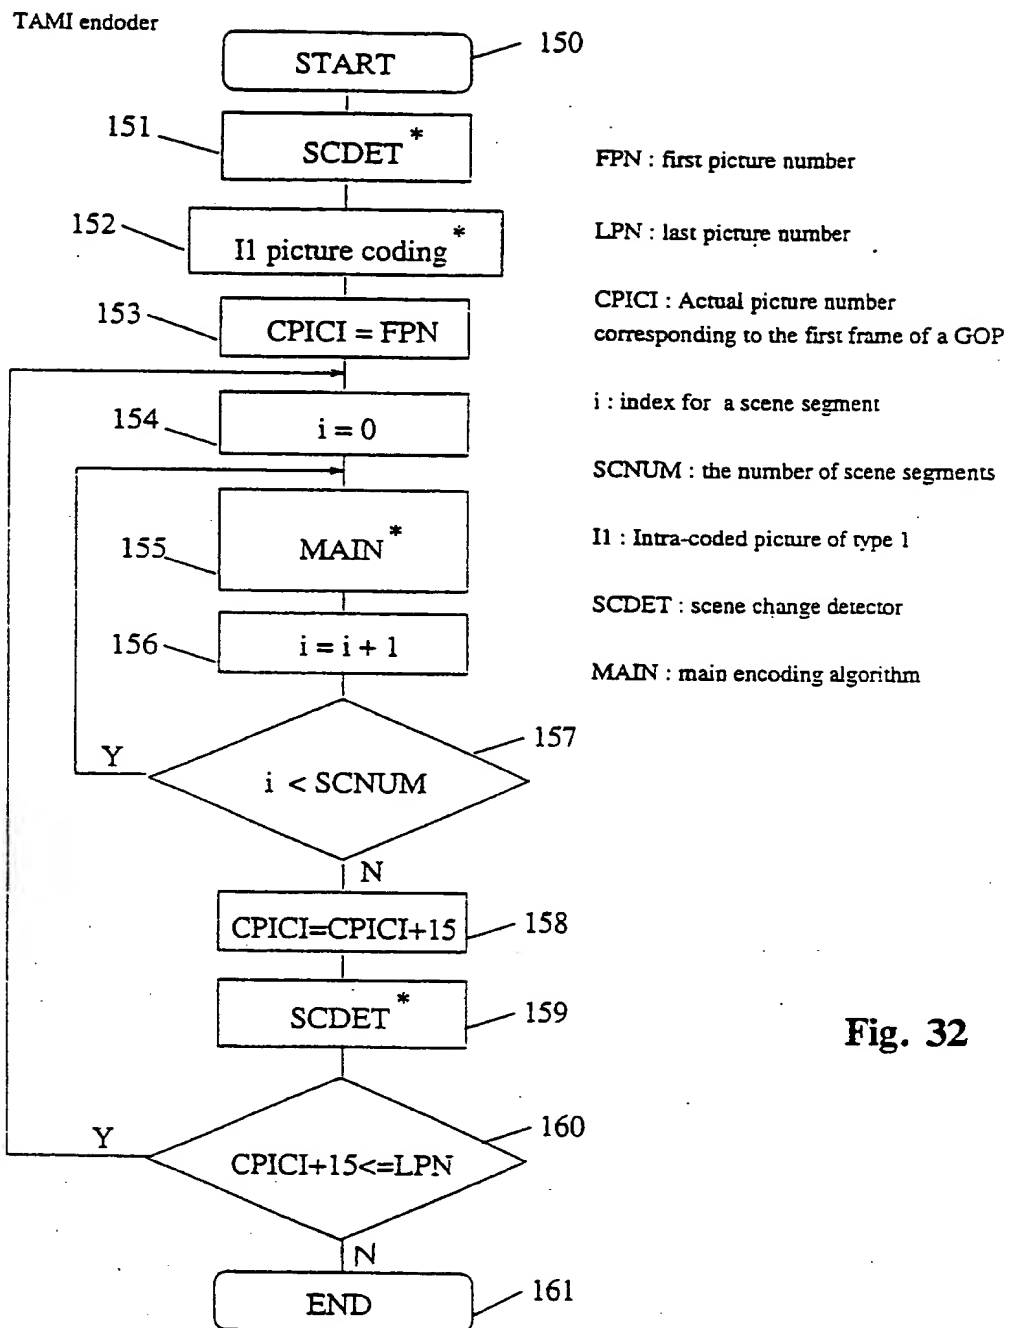 TAMI endoder
START
150
151
SCDET *
152
I1 picture coding *
153
CPICI = FPN
154
i = 0
155
MAIN *
156
i = i + 1
157
i < SCNUM
Y
N
CPICI=CPICI+15
158
SCDET *
159
160
CPICI+15<=LPN
Y
N
END
161
FPN : first picture number
LPN : last picture number
CPICI : Actual picture number
corresponding to the first frame of a GOP
i : index for a scene segment
SCNUM : the number of scene segments
I1 : Intra-coded picture of type 1
SCDET : scene change detector
MAIN : main encoding algorithm
Fig. 32